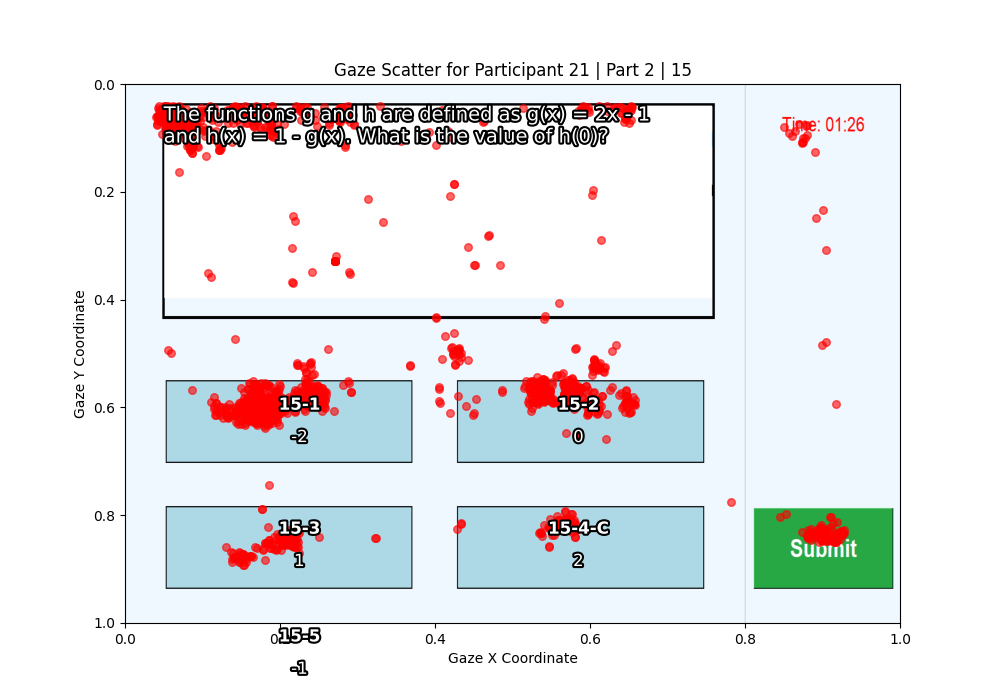 Gaze Scatter for Participant 21 | Part 2 | 15
The functions g and h are defined as g(x) = 2x - 1
and h(x) = 1 - g(x). What is the value of h(0)?
Time: 01:26
15-1
-2
15-2
0
15-3
1
15-4-C
2
Submit
15-5
-1
Gaze Y Coordinate
0.0
0.2
0.4
0.6
0.8
1.0
0.0
0.2
0.4
0.6
0.8
1.0
Gaze X Coordinate